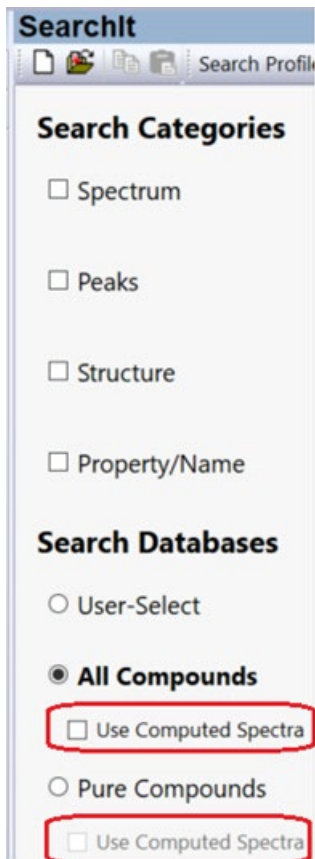 SearchIt
Search Profile
Search Categories
Spectrum
Peaks
Structure
Property/Name
Search Databases
User-Select
All Compounds
Use Computed Spectra
Pure Compounds
Use Computed Spectra